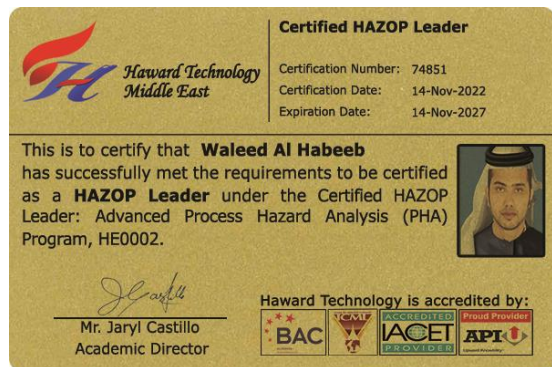 Certified HAZOP Leader
Haward Technology
Middle East
Certification Number: 74851
Certification Date: 14-Nov-2022
Expiration Date: 14-Nov-2027
This is to certify that Waleed Al Habeeb
has successfully met the requirements to be certified
as a HAZOP Leader under the Certified HAZOP
Leader: Advanced Process Hazard Analysis (PHA)
Program, HE0002.
Mr. Jaryl Castillo
Academic Director
Haward Technology is accredited by:
BAC
TCMI
ACCREDITED
IACET
PROVIDER
Proud Provider
API